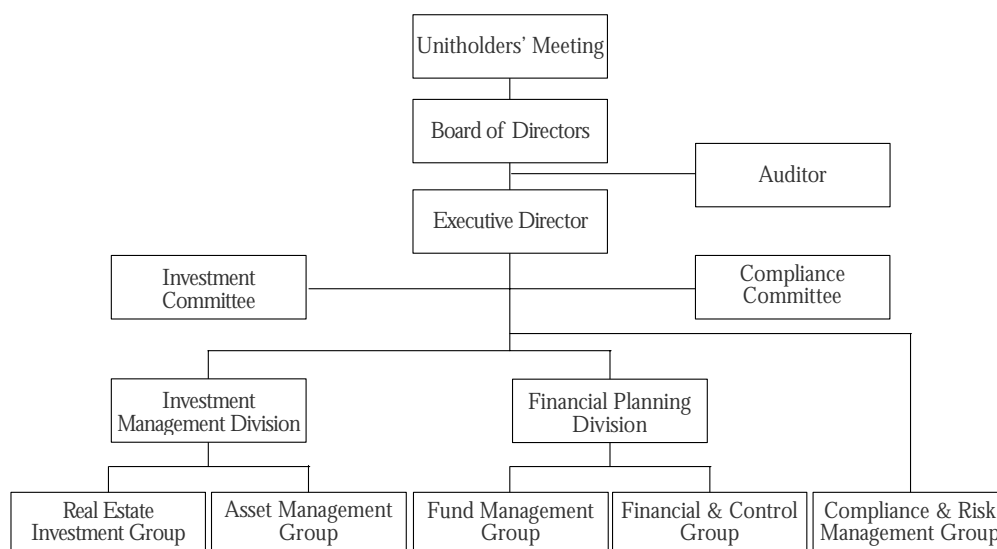 Unitholders' Meeting
Board of Directors
Auditor
Executive Director
Investment
Committee
Compliance
Committee
Investment
Management Division
Financial Planning
Division
Real Estate
Investment Group
Asset Management
Group
Fund Management
Group
Financial & Control
Group
Compliance & Risk
Management Group